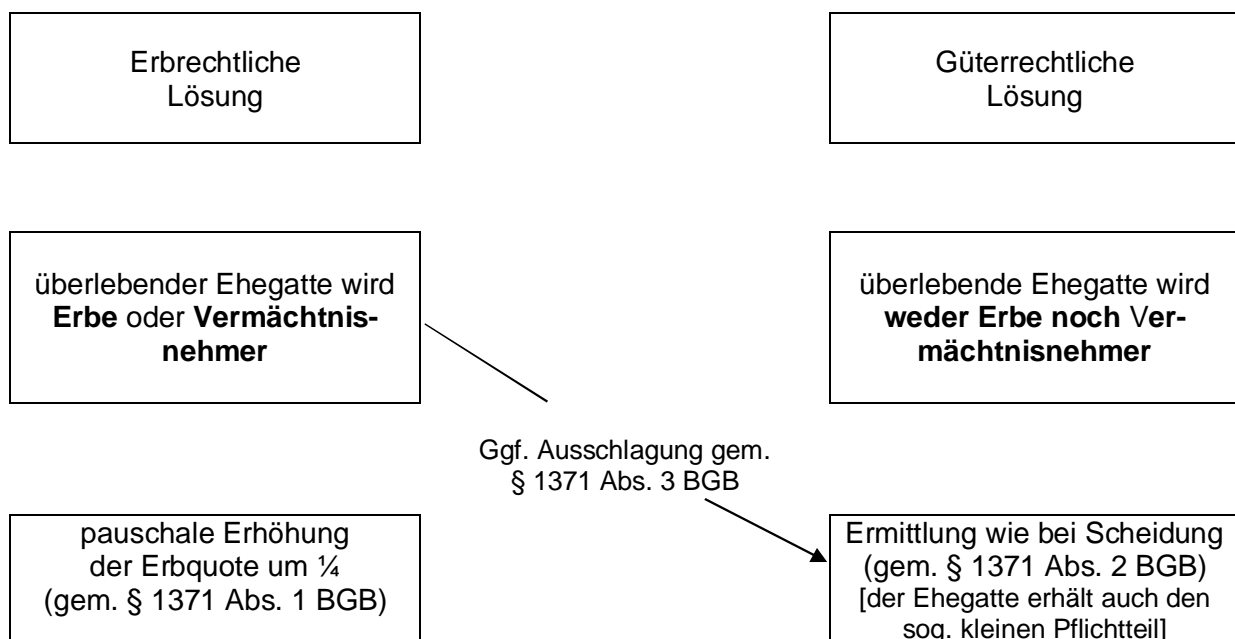 Erbrechtliche
Lösung
Güterrechtliche
Lösung
überlebender Ehegatte wird
Erbe oder Vermächtnis-
nehmer
überlebende Ehegatte wird
weder Erbe noch Ver-
mächtnisnehmer
Ggf. Ausschlagung gem.
§ 1371 Abs. 3 BGB
pauschale Erhöhung
der Erbquote um ¼
(gem. § 1371 Abs. 1 BGB)
Ermittlung wie bei Scheidung
(gem. § 1371 Abs. 2 BGB)
[der Ehegatte erhält auch den
sog. kleinen Pflichtteil]